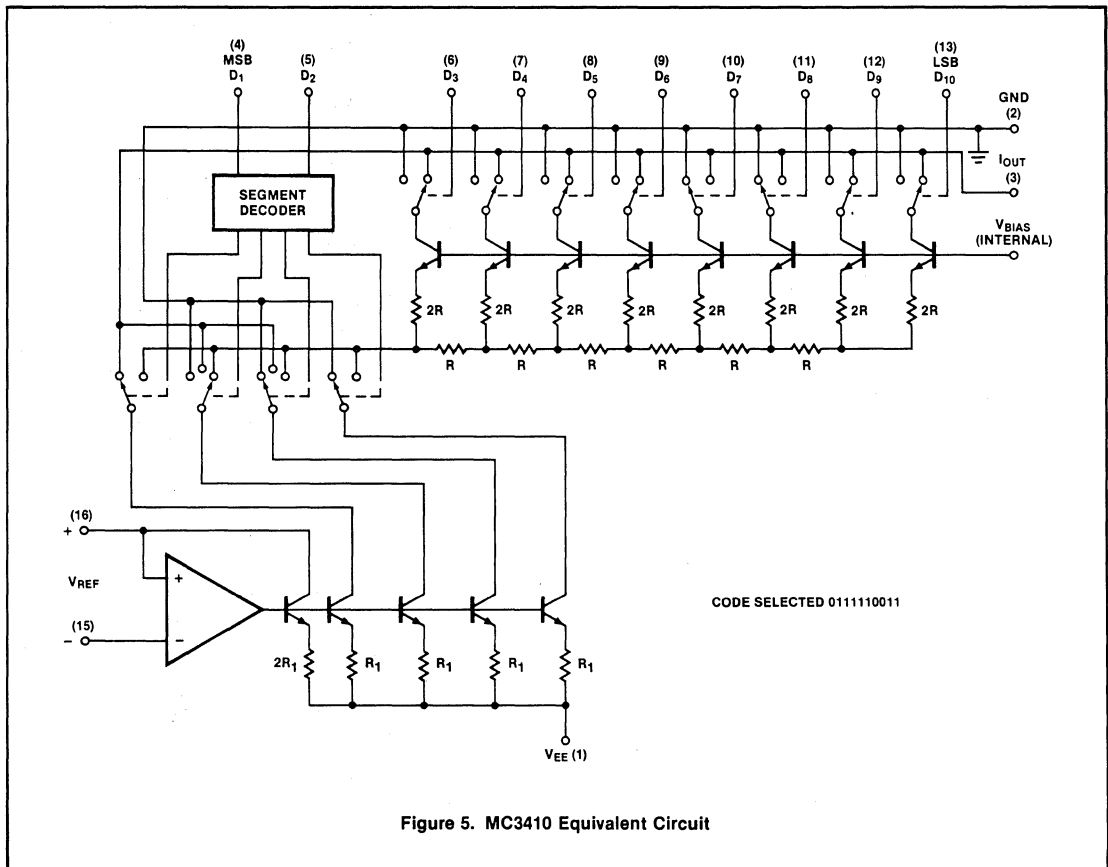 (4) (5) (6) (7) (8) (9) (10) (11) (12) (13)
MSB LSB
D1 D2 D3 D4 D5 D6 D7 D8 D9 D10
GND
(2)
IOUT
(3)
SEGMENT
DECODER
VBIAS
(INTERNAL)
2R 2R 2R 2R 2R 2R 2R 2R
R R R R R R
(16)
+
+
VREF
CODE SELECTED 0111110011
(15)
−
−
2R1 R1 R1 R1 R1
VEE (1)
Figure 5. MC3410 Equivalent Circuit